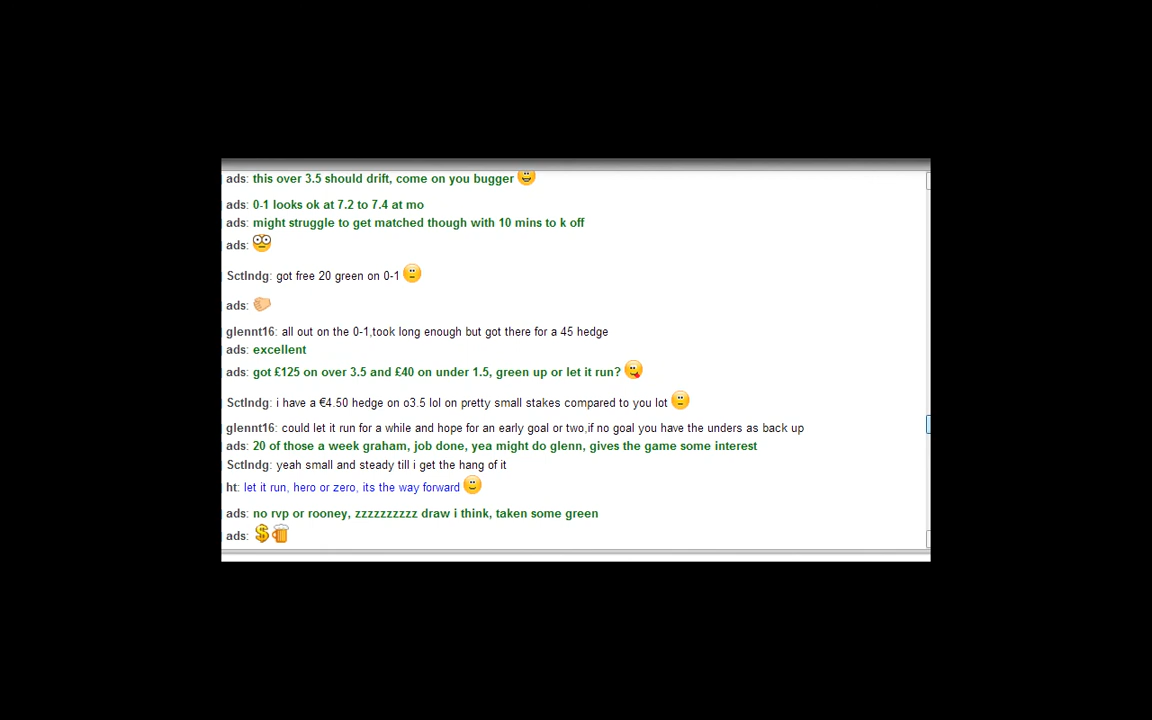 ads: this over 3.5 should drift, come on you bugger
ads: 0-1 looks ok at 7.2 to 7.4 at mo
ads: might struggle to get matched though with 10 mins to k off
ads:
SctIndg: got free 20 green on 0-1
ads:
glennt16: all out on the 0-1,took long enough but got there for a 45 hedge
ads: excellent
ads: got £125 on over 3.5 and £40 on under 1.5, green up or let it run?
SctIndg: i have a €4.50 hedge on o3.5 lol on pretty small stakes compared to you lot
glennt16: could let it run for a while and hope for an early goal or two,if no goal you have the unders as back up
ads: 20 of those a week graham, job done, yea might do glenn, gives the game some interest
SctIndg: yeah small and steady till i get the hang of it
ht: let it run, hero or zero, its the way forward
ads: no rvp or rooney, zzzzzzzzzz draw i think, taken some green
ads: